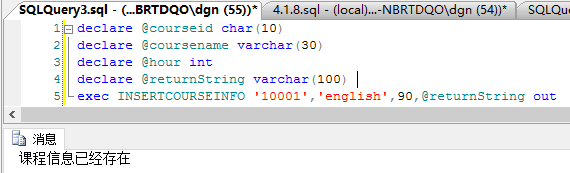 SQLQuery3.sql - (...BRTDQO\dgn (55))* 4.1.8.sql - (local)...-NBRTDQO\dgn (54))* SQLQu
1 declare @courseid char(10)
2 declare @coursename varchar(30)
3 declare @hour int
4 declare @returnString varchar(100)
5 exec INSERTCOURSEINFO '10001','english',90,@returnString out
消息
课程信息已经存在